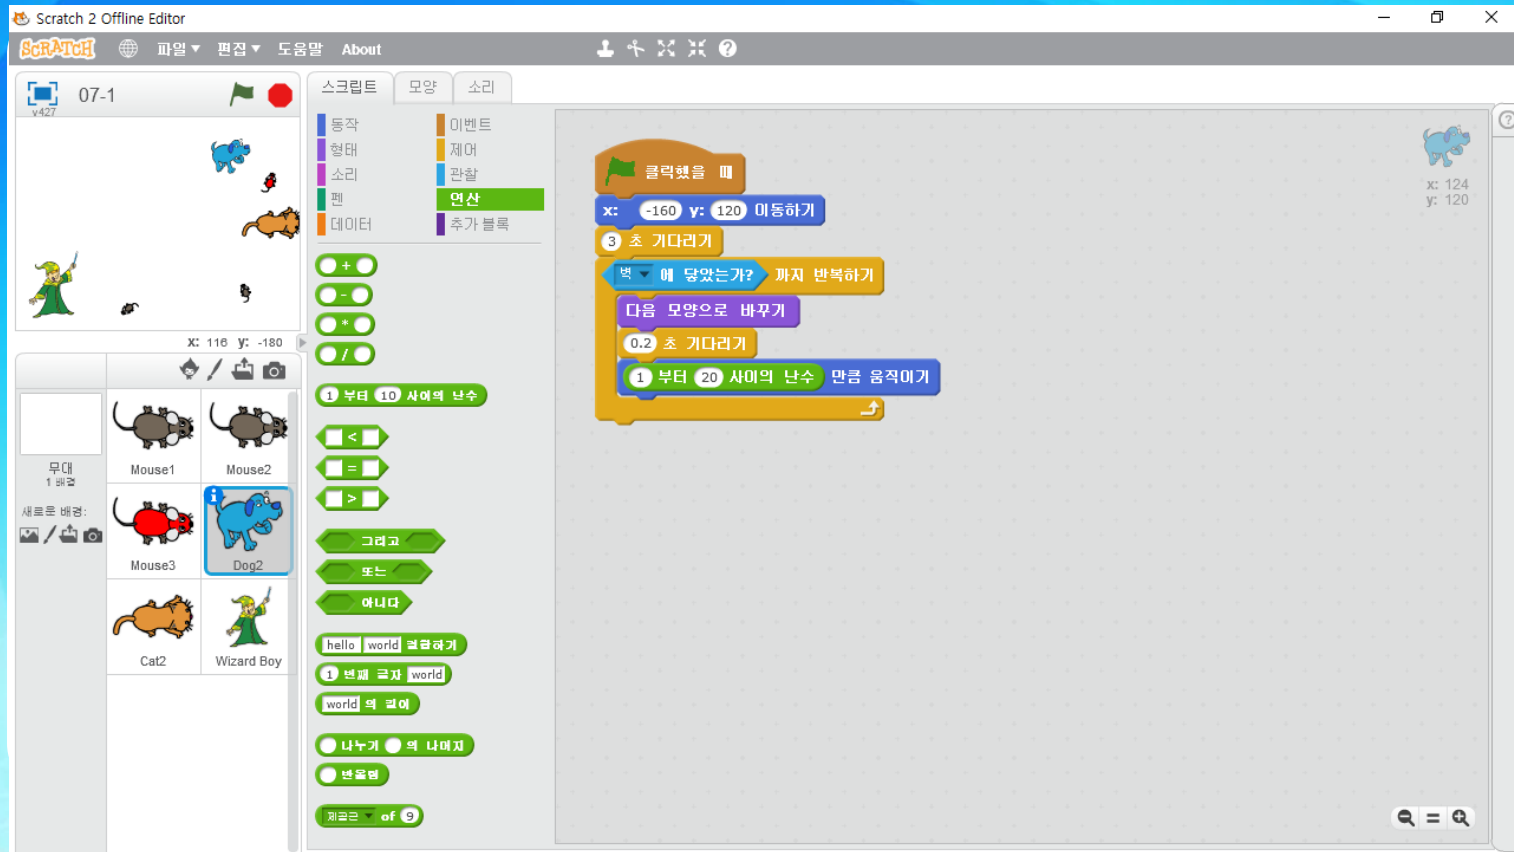 Scratch 2 Offline Editor
SCRATCH 파일▼ 편집▼ 도움말 About
07-1
v427
스크립트 모양 소리
동작 이벤트
형태 제어
소리 관찰
펜 연산
데이터 추가 블록
+
-
*
/
1 부터 10 사이의 난수
<
=
>
그리고
또는
아니다
hello world 결합하기
1 번째 글자 world
world 의 길이
나누기 의 나머지
반올림
제곱근 of 9
클릭했을 때
x: -160 y: 120 이동하기
3 초 기다리기
벽 에 닿았는가? 까지 반복하기
다음 모양으로 바꾸기
0.2 초 기다리기
1 부터 20 사이의 난수 만큼 움직이기
x: 124
y: 120
x: 116 y: -180
무대
1 배경
새로운 배경:
Mouse1 Mouse2
Mouse3 Dog2
Cat2 Wizard Boy